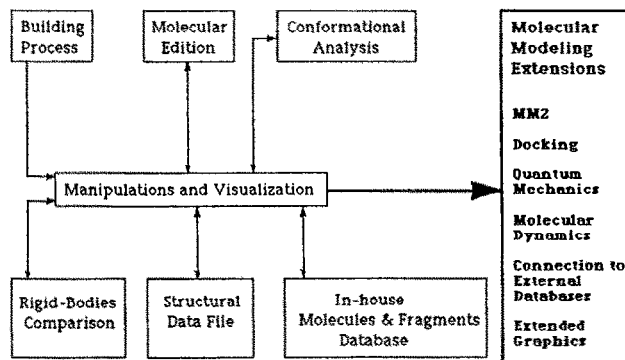 Building
Process
Molecular
Edition
Conformational
Analysis
Manipulations and Visualization
Rigid-Bodies
Comparison
Structural
Data File
In-house
Molecules & Fragments
Database
Molecular
Modeling
Extensions
MM2
Docking
Quantum
Mechanics
Molecular
Dynamics
Connection to
External
Databases
Extended
Graphics